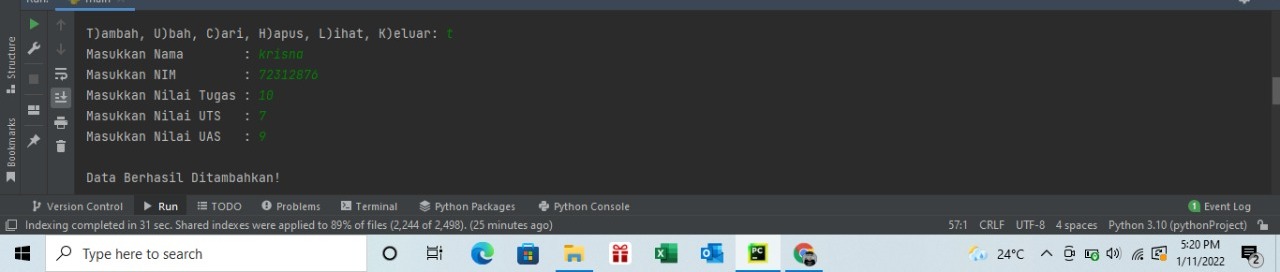 Run:
main
T)ambah, U)bah, C)ari, H)apus, L)ihat, K)eluar: t
Masukkan Nama : krisna
Masukkan NIM : 72312876
Masukkan Nilai Tugas : 10
Masukkan Nilai UTS : 7
Masukkan Nilai UAS : 9
Data Berhasil Ditambahkan!
Structure
Bookmarks
Version Control Run TODO Problems Terminal Python Packages Python Console 1 Event Log
Indexing completed in 31 sec. Shared indexes were applied to 89% of files (2,244 of 2,498). (25 minutes ago) 57:1 CRLF UTF-8 4 spaces Python 3.10 (pythonProject)
Type here to search PC 24°C 5:20 PM
1/11/2022 2